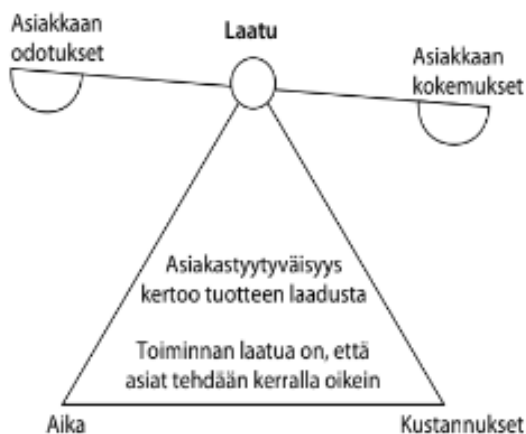 Asiakkaan
odotukset
Laatu
Asiakkaan
kokemukset
Asiakastyytyväisyys
kertoo tuotteen laadusta
Toiminnan laatua on, että
asiat tehdään kerralla oikein
Aika
Kustannukset